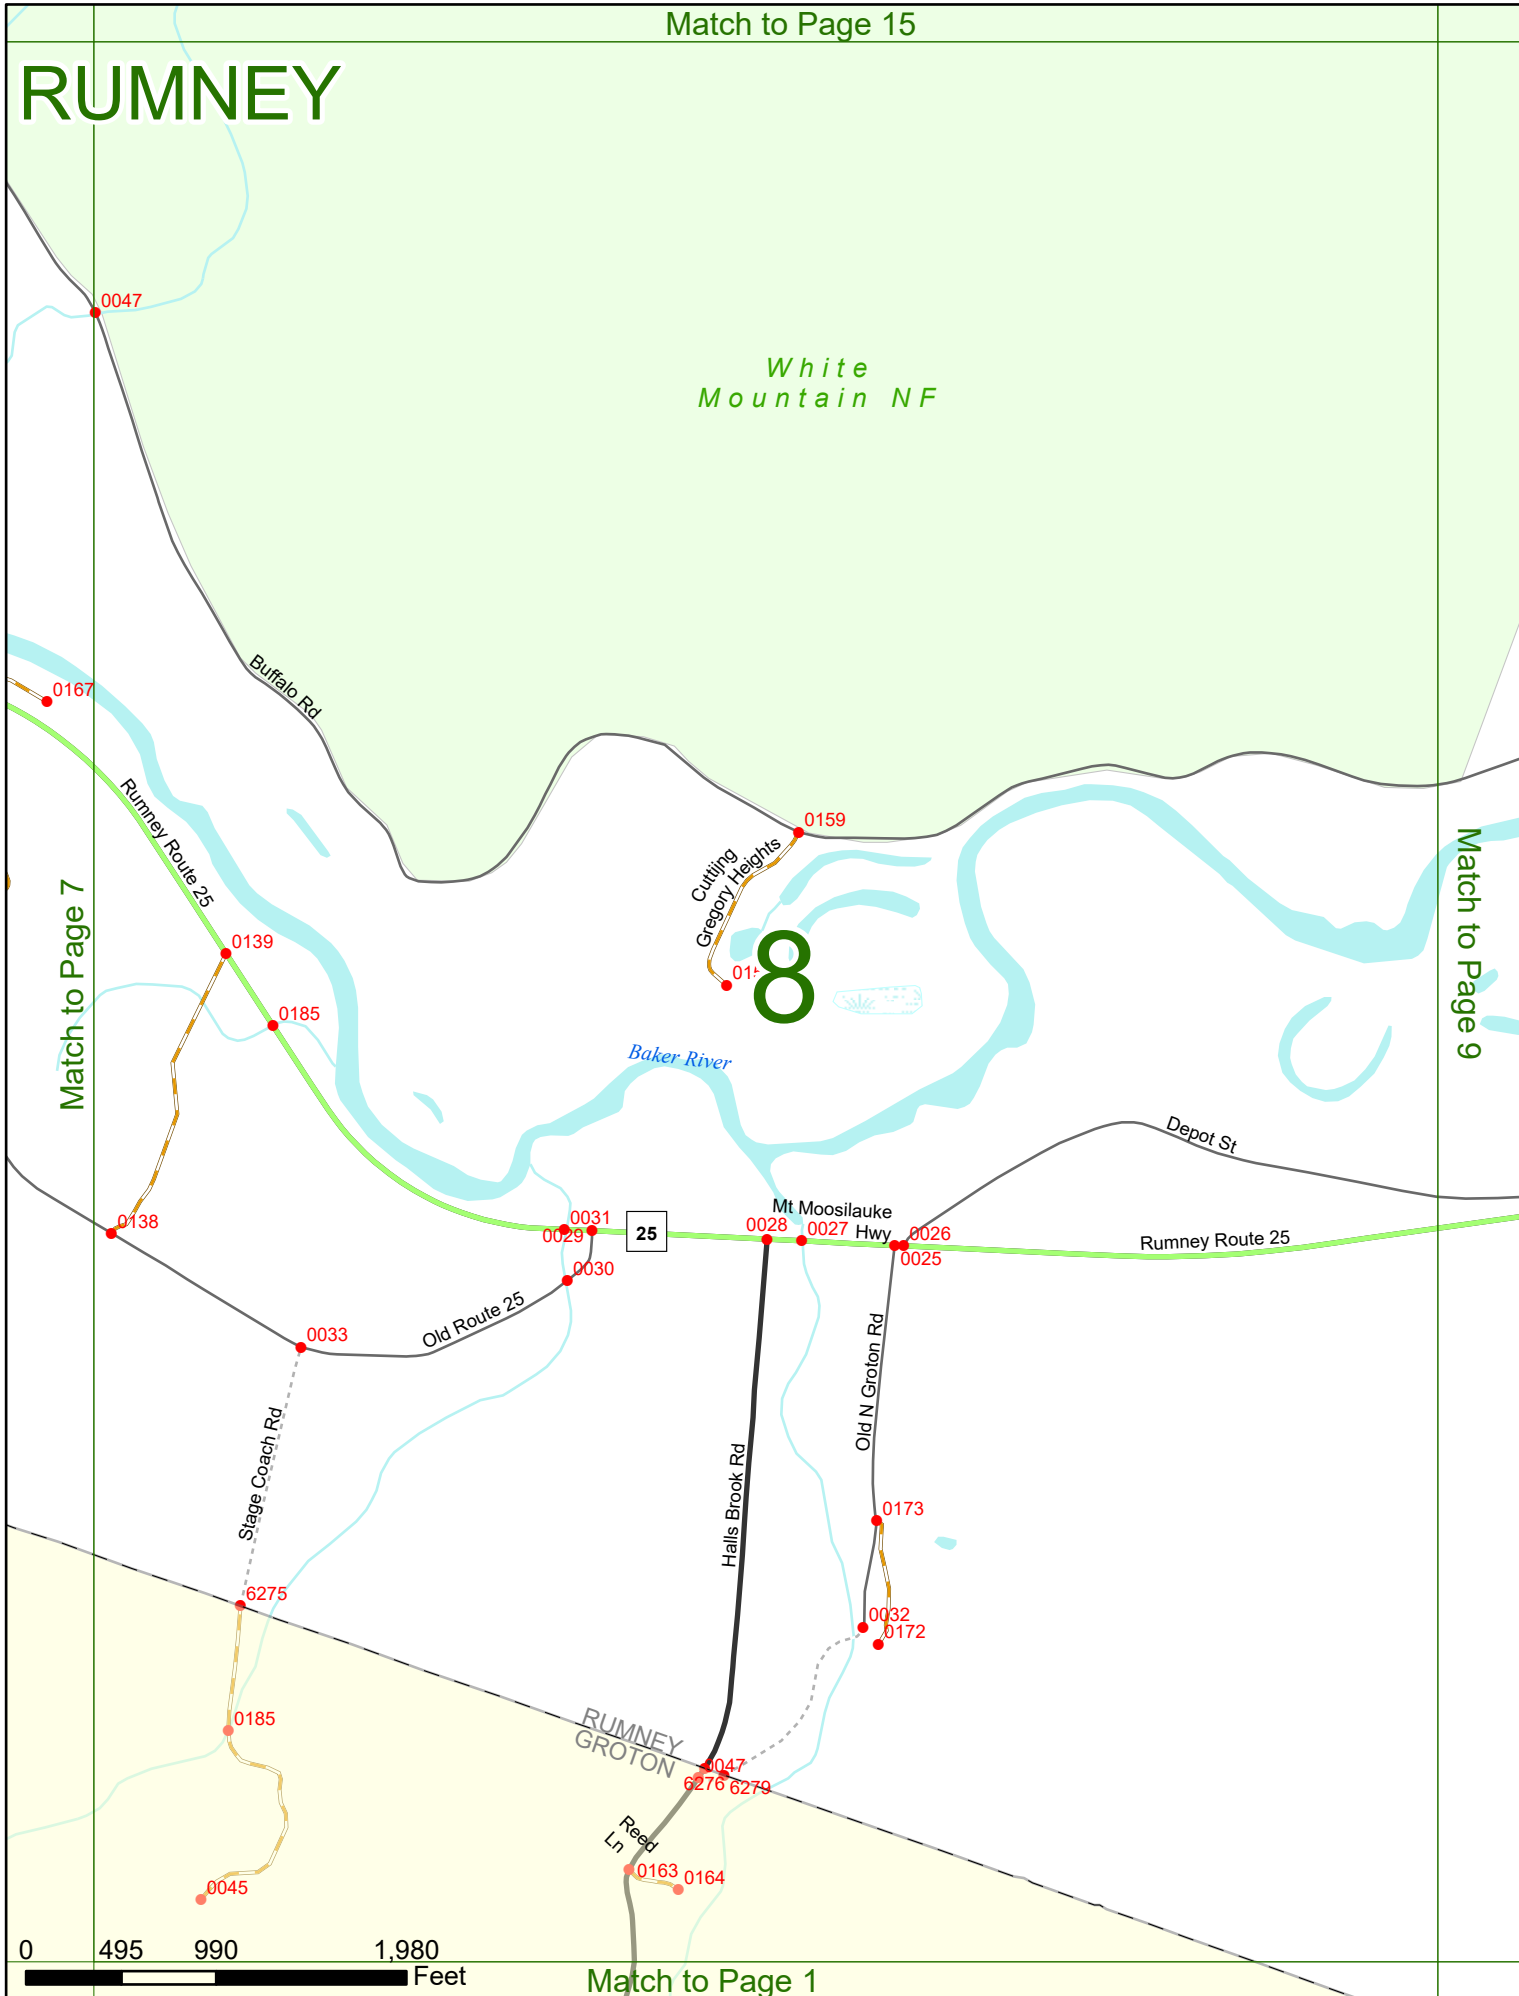 Match to Page 15
RUMNEY
0047
White
Mountain NF
Buffalo Rd
0167
Rumney Route 25
0159
Cuttijng
Gregory Heights
Match to Page 7
Match to Page 9
0139
8
0185
Baker River
Depot St
0138
0031
0029
25
0028
Mt Moosilauke
Hwy
0027
0026
0025
Rumney Route 25
0030
Old Route 25
0033
Old N Groton Rd
Stage Coach Rd
Halls Brook Rd
0173
6275
0032
0172
RUMNEY
GROTON
0185
0047
6276
6279
Reed
Ln
0163
0164
0045
0 495 990 1,980
Feet
Match to Page 1